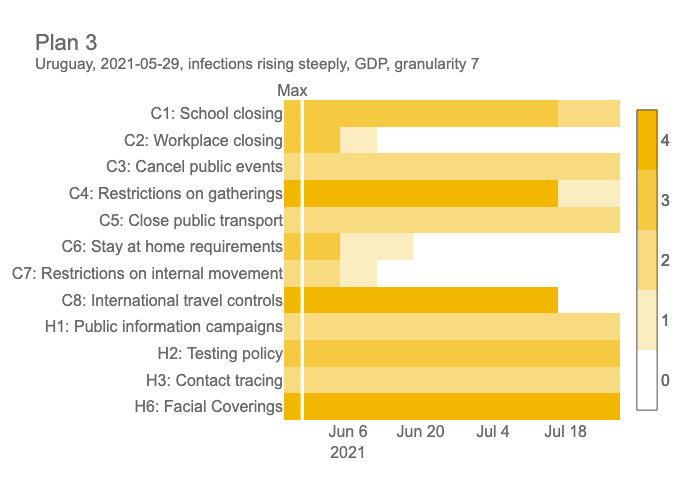 Plan 3
Uruguay, 2021-05-29, infections rising steeply, GDP, granularity 7
Max
C1: School closing
C2: Workplace closing
C3: Cancel public events
C4: Restrictions on gatherings
C5: Close public transport
C6: Stay at home requirements
C7: Restrictions on internal movement
C8: International travel controls
H1: Public information campaigns
H2: Testing policy
H3: Contact tracing
H6: Facial Coverings
Jun 6 Jun 20 Jul 4 Jul 18
2021
4
3
2
1
0